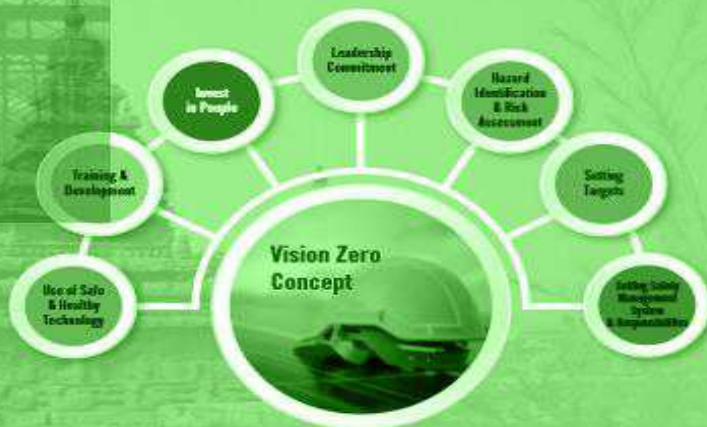 Leadership
Commitment
Invest
in People
Hazard
Identification
& Risk
Assessment
Training &
Development
Setting
Targets
Vision Zero
Concept
Use of Safe
& Healthy
Technology
Setting Safety
Management
System
& Responsibilities